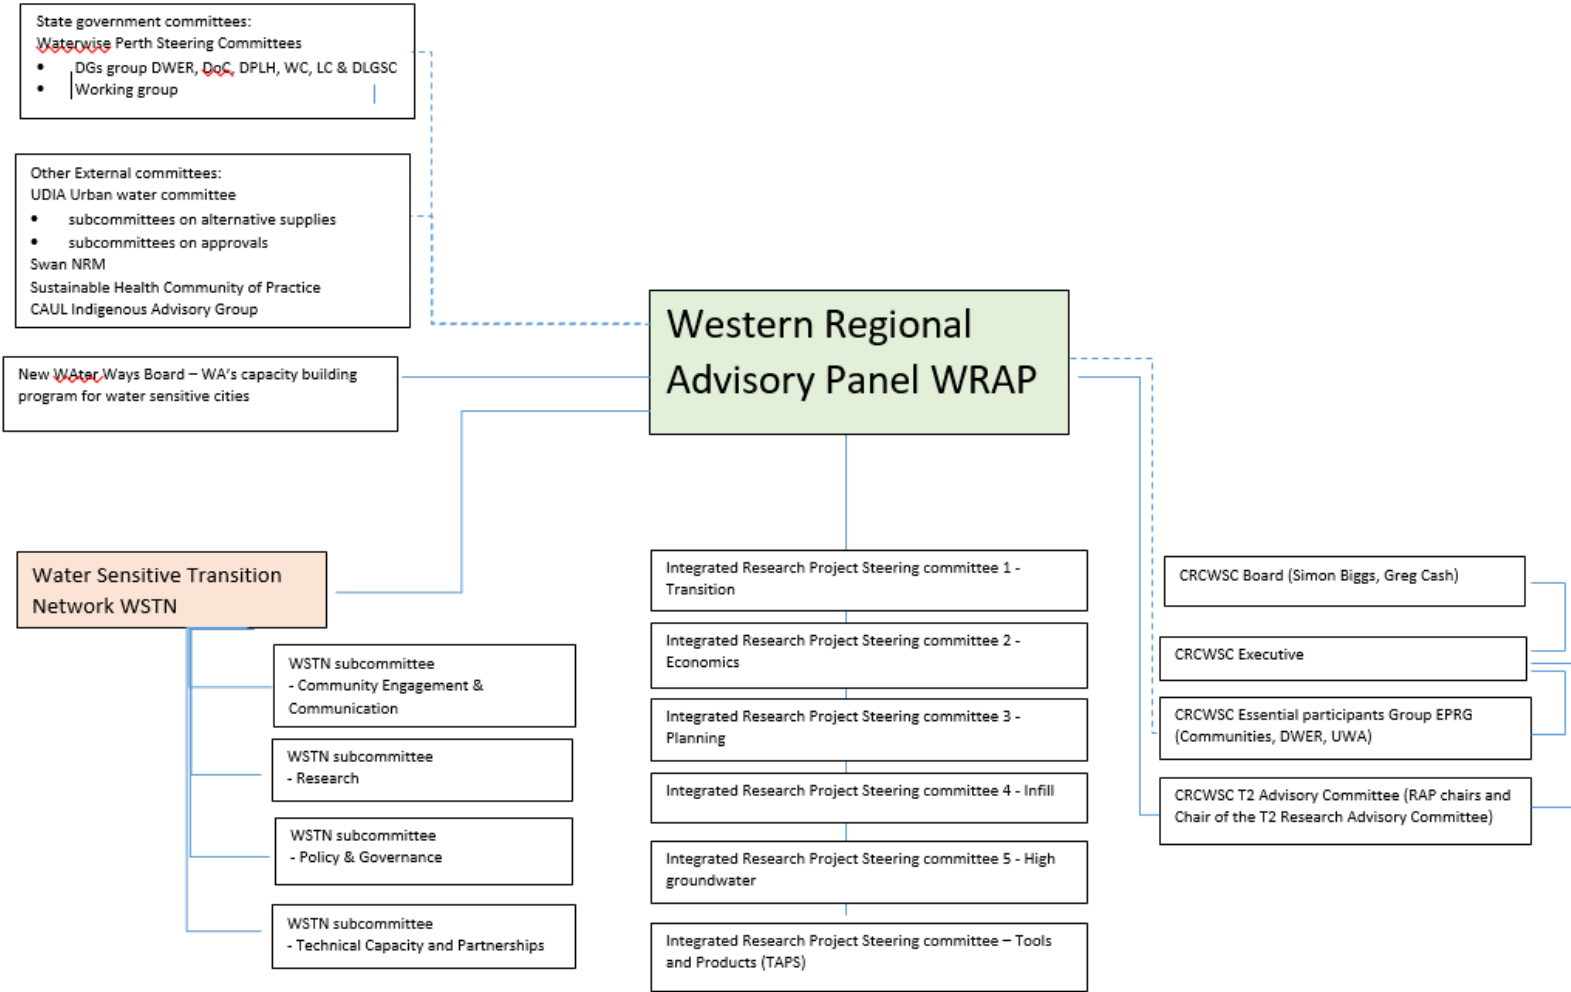 State government committees:
Waterwise Perth Steering Committees
• DGs group DWER, DoC, DPLH, WC, LC & DLGSC
• Working group
Other External committees:
UDIA Urban water committee
• subcommittees on alternative supplies
• subcommittees on approvals
Swan NRM
Sustainable Health Community of Practice
CAUL Indigenous Advisory Group
New WAter Ways Board – WA's capacity building
program for water sensitive cities
Western Regional
Advisory Panel WRAP
Water Sensitive Transition
Network WSTN
WSTN subcommittee
- Community Engagement &
Communication
WSTN subcommittee
- Research
WSTN subcommittee
- Policy & Governance
WSTN subcommittee
- Technical Capacity and Partnerships
Integrated Research Project Steering committee 1 -
Transition
Integrated Research Project Steering committee 2 -
Economics
Integrated Research Project Steering committee 3 -
Planning
Integrated Research Project Steering committee 4 - Infill
Integrated Research Project Steering committee 5 - High
groundwater
Integrated Research Project Steering committee – Tools
and Products (TAPS)
CRCWSC Board (Simon Biggs, Greg Cash)
CRCWSC Executive
CRCWSC Essential participants Group EPRG
(Communities, DWER, UWA)
CRCWSC T2 Advisory Committee (RAP chairs and
Chair of the T2 Research Advisory Committee)